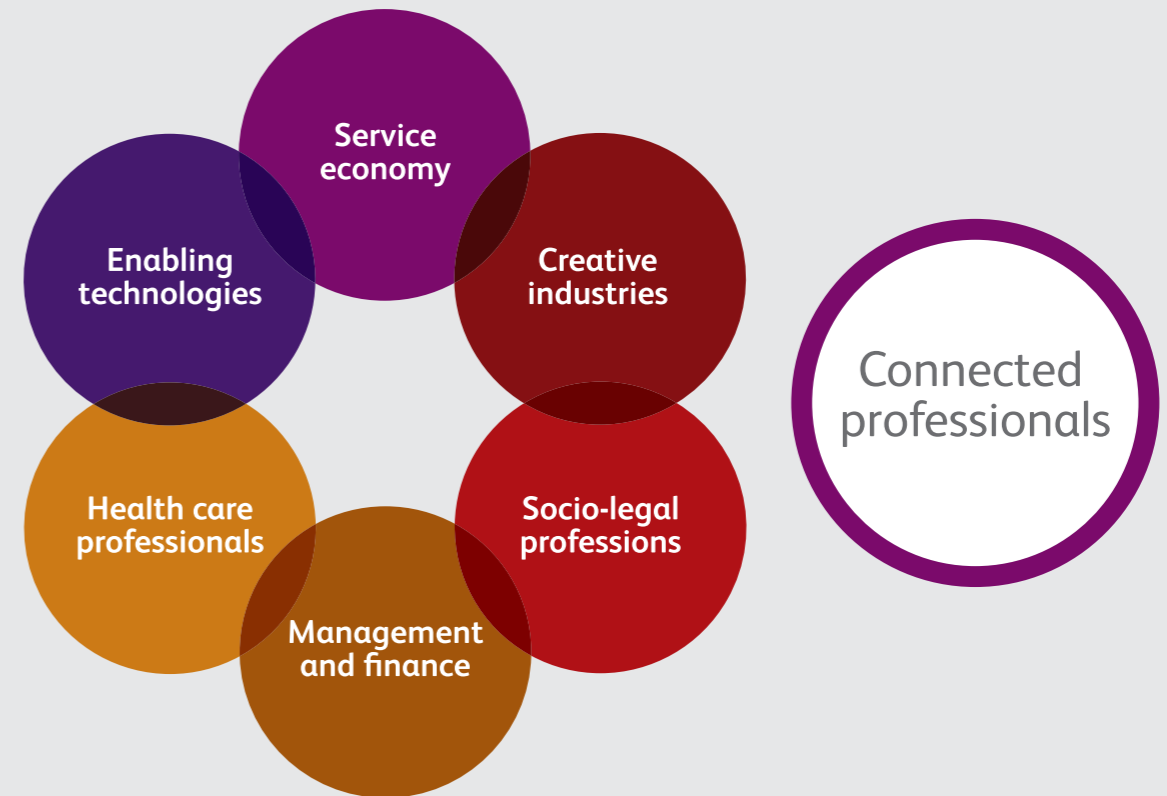 Service
economy
Enabling
technologies
Creative
industries
Connected
professionals
Health care
professionals
Socio-legal
professions
Management
and finance